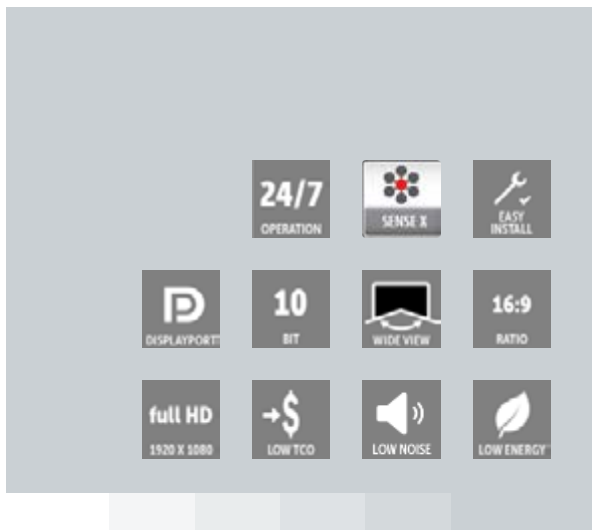 24/7
OPERATION
SENSE X
EASY
INSTALL
DISPLAYPORT
10
BIT
WIDE VIEW
16:9
RATIO
full HD
1920 X 1080
$
LOW TCO
LOW NOISE
LOW ENERGY